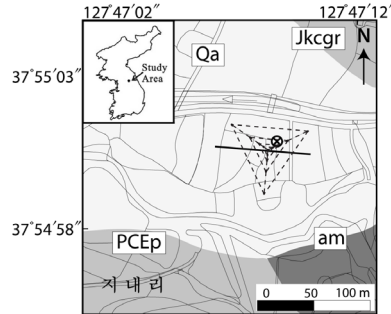 127°47′02″ 127°47′12″
Jkcgr
N
Qa
Study
Area
37°55′03″
37°54′58″
PCEp
am
지 내 리
0 50 100 m